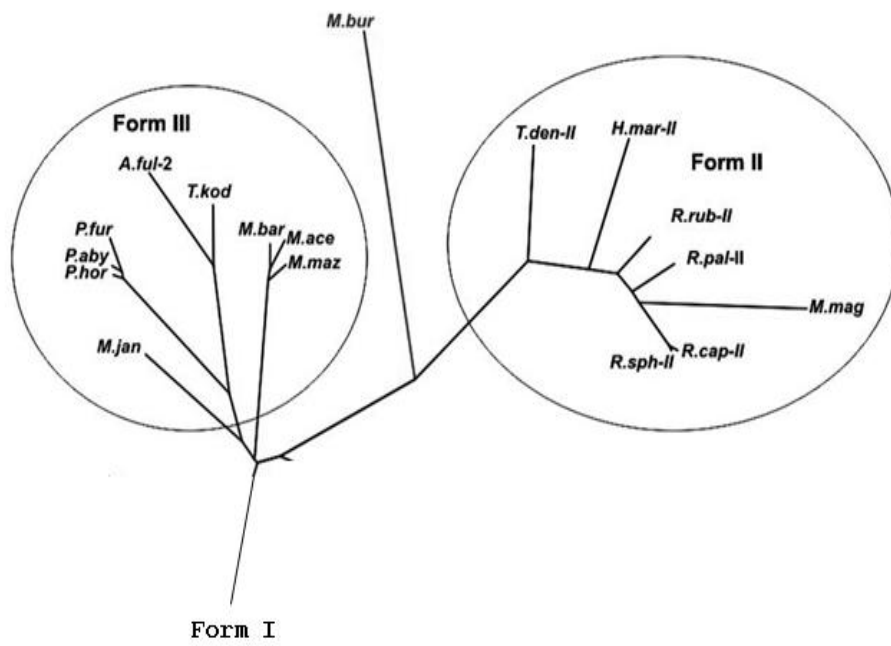 M.bur
Form III
A.ful-2
T.kod
P.fur
P.aby
P.hor
M.bar
M.ace
M.maz
M.jan
T.den-II
H.mar-II
Form II
R.rub-II
R.pal-II
M.mag
R.sph-II
R.cap-II
Form I